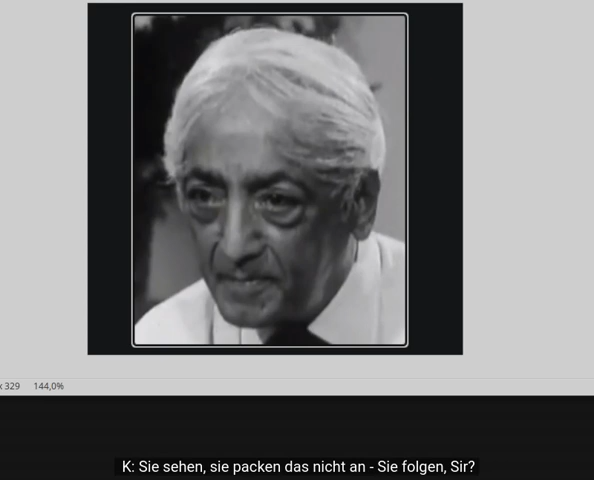 x 329 144,0%
K: Sie sehen, sie packen das nicht an - Sie folgen, Sir?